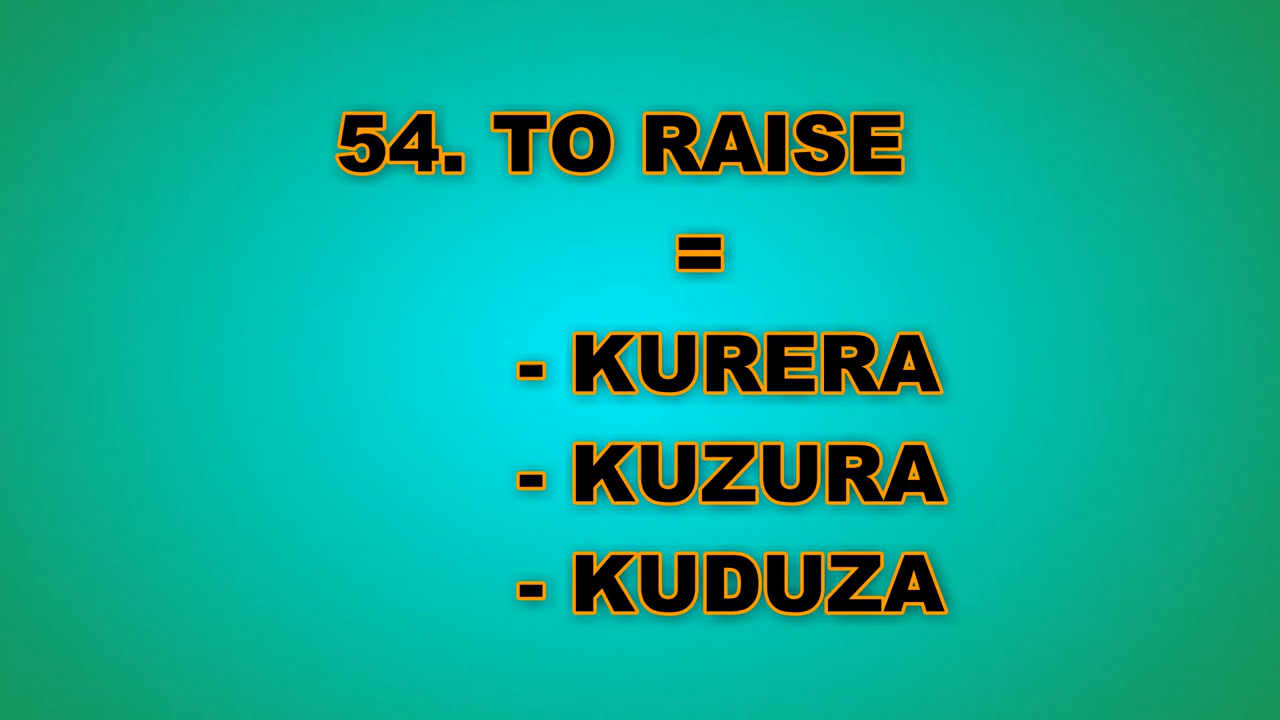 54. TO RAISE
=
- KURERA
- KUZURA
- KUDUZA